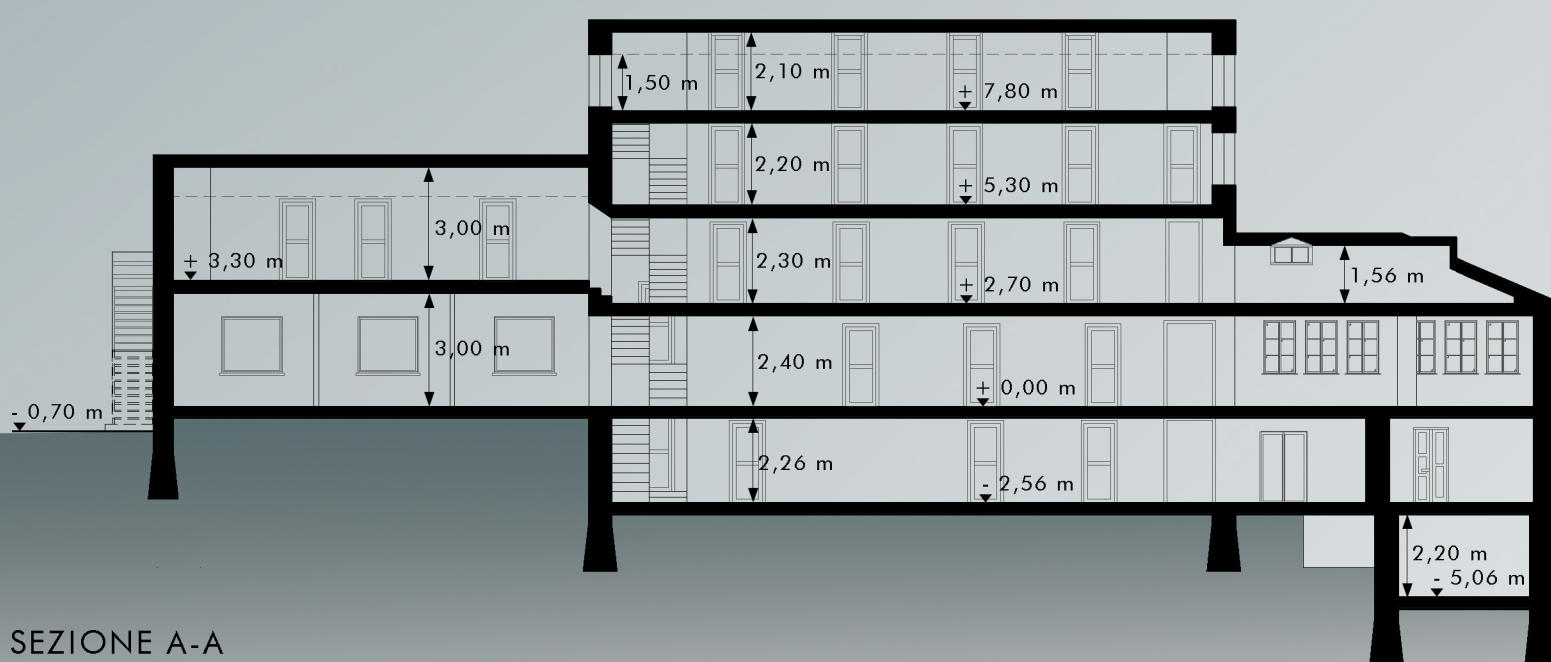 2,10 m
1,50 m
+ 7,80 m
2,20 m
+ 5,30 m
3,00 m
+ 3,30 m
2,30 m
+ 2,70 m
1,56 m
3,00 m
2,40 m
+ 0,00 m
- 0,70 m
2,26 m
- 2,56 m
2,20 m
- 5,06 m
SEZIONE A-A